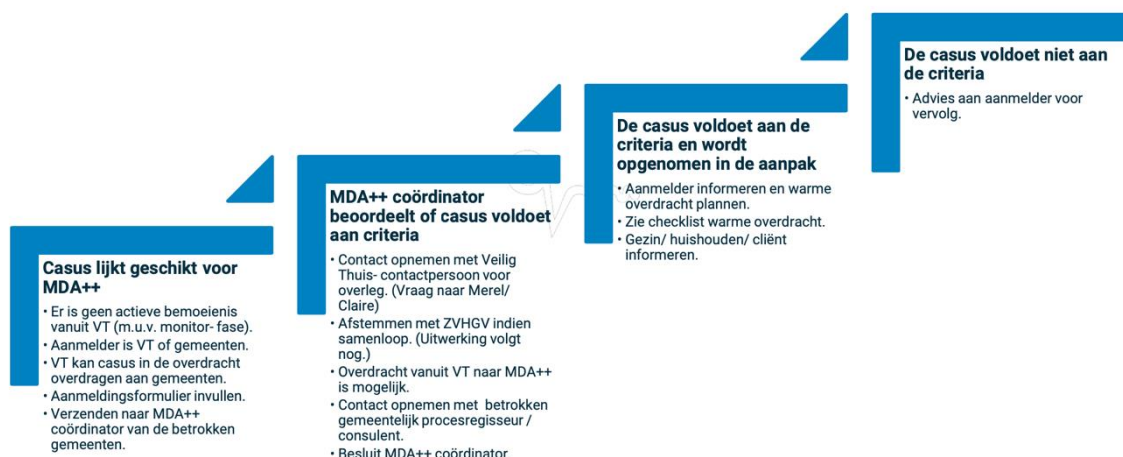 Casus lijkt geschikt voor
MDA++
• Er is geen actieve bemoeienis
vanuit VT (m.u.v. monitor- fase).
• Aanmelder is VT of gemeenten.
• VT kan casus in de overdracht
overdragen aan gemeenten.
• Aanmeldingsformulier invullen.
• Verzenden naar MDA++
coördinator van de betrokken
gemeenten.
MDA++ coördinator
beoordeelt of casus voldoet
aan criteria
• Contact opnemen met Veilig
Thuis- contactpersoon voor
overleg. (Vraag naar Merel/
Claire)
• Afstemmen met ZVHGV indien
samenloop. (Uitwerking volgt
nog.)
• Overdracht vanuit VT naar MDA++
is mogelijk.
• Contact opnemen met betrokken
gemeentelijk procesregisseur /
consulent.
• Besluit MDA++ coördinator
De casus voldoet aan de
criteria en wordt
opgenomen in de aanpak
• Aanmelder informeren en warme
overdracht plannen.
• Zie checklist warme overdracht.
• Gezin/ huishouden/ cliënt
informeren.
De casus voldoet niet aan
de criteria
• Advies aan aanmelder voor
vervolg.